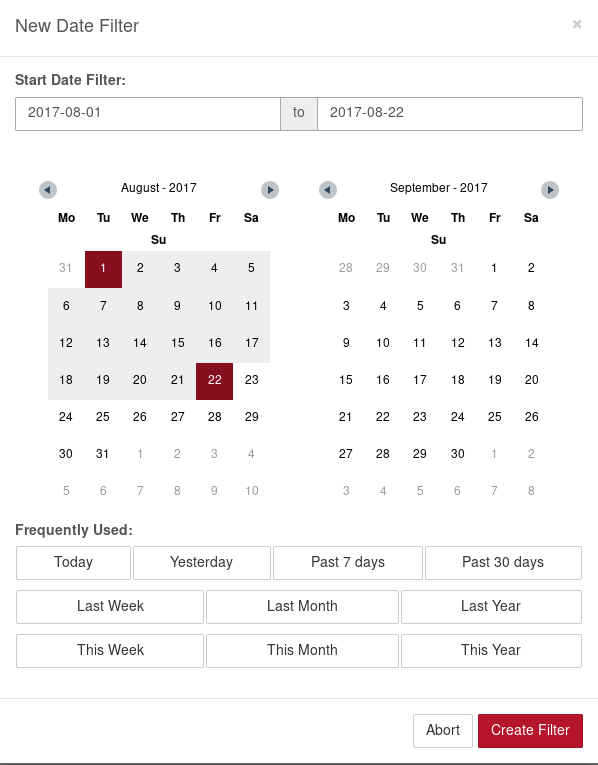 New Date Filter ×
Start Date Filter:
2017-08-01 to 2017-08-22
August - 2017
Mo Tu We Th Fr Sa
Su
31 1 2 3 4 5
6 7 8 9 10 11
12 13 14 15 16 17
18 19 20 21 22 23
24 25 26 27 28 29
30 31 1 2 3 4
5 6 7 8 9 10
September - 2017
Mo Tu We Th Fr Sa
Su
28 29 30 31 1 2
3 4 5 6 7 8
9 10 11 12 13 14
15 16 17 18 19 20
21 22 23 24 25 26
27 28 29 30 1 2
3 4 5 6 7 8
Frequently Used:
Today Yesterday Past 7 days Past 30 days
Last Week Last Month Last Year
This Week This Month This Year
Abort Create Filter